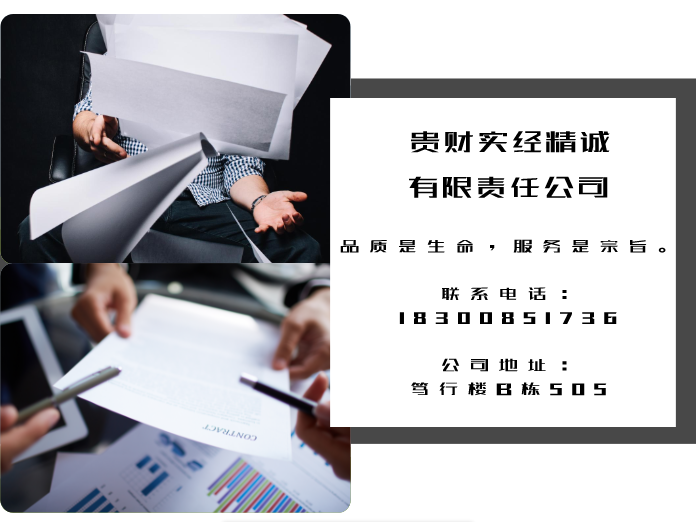 贵财实经精诚
有限责任公司
品质是生命，服务是宗旨。
联系电话：
18300851736
公司地址：
笃行楼B栋505
CONTRACT